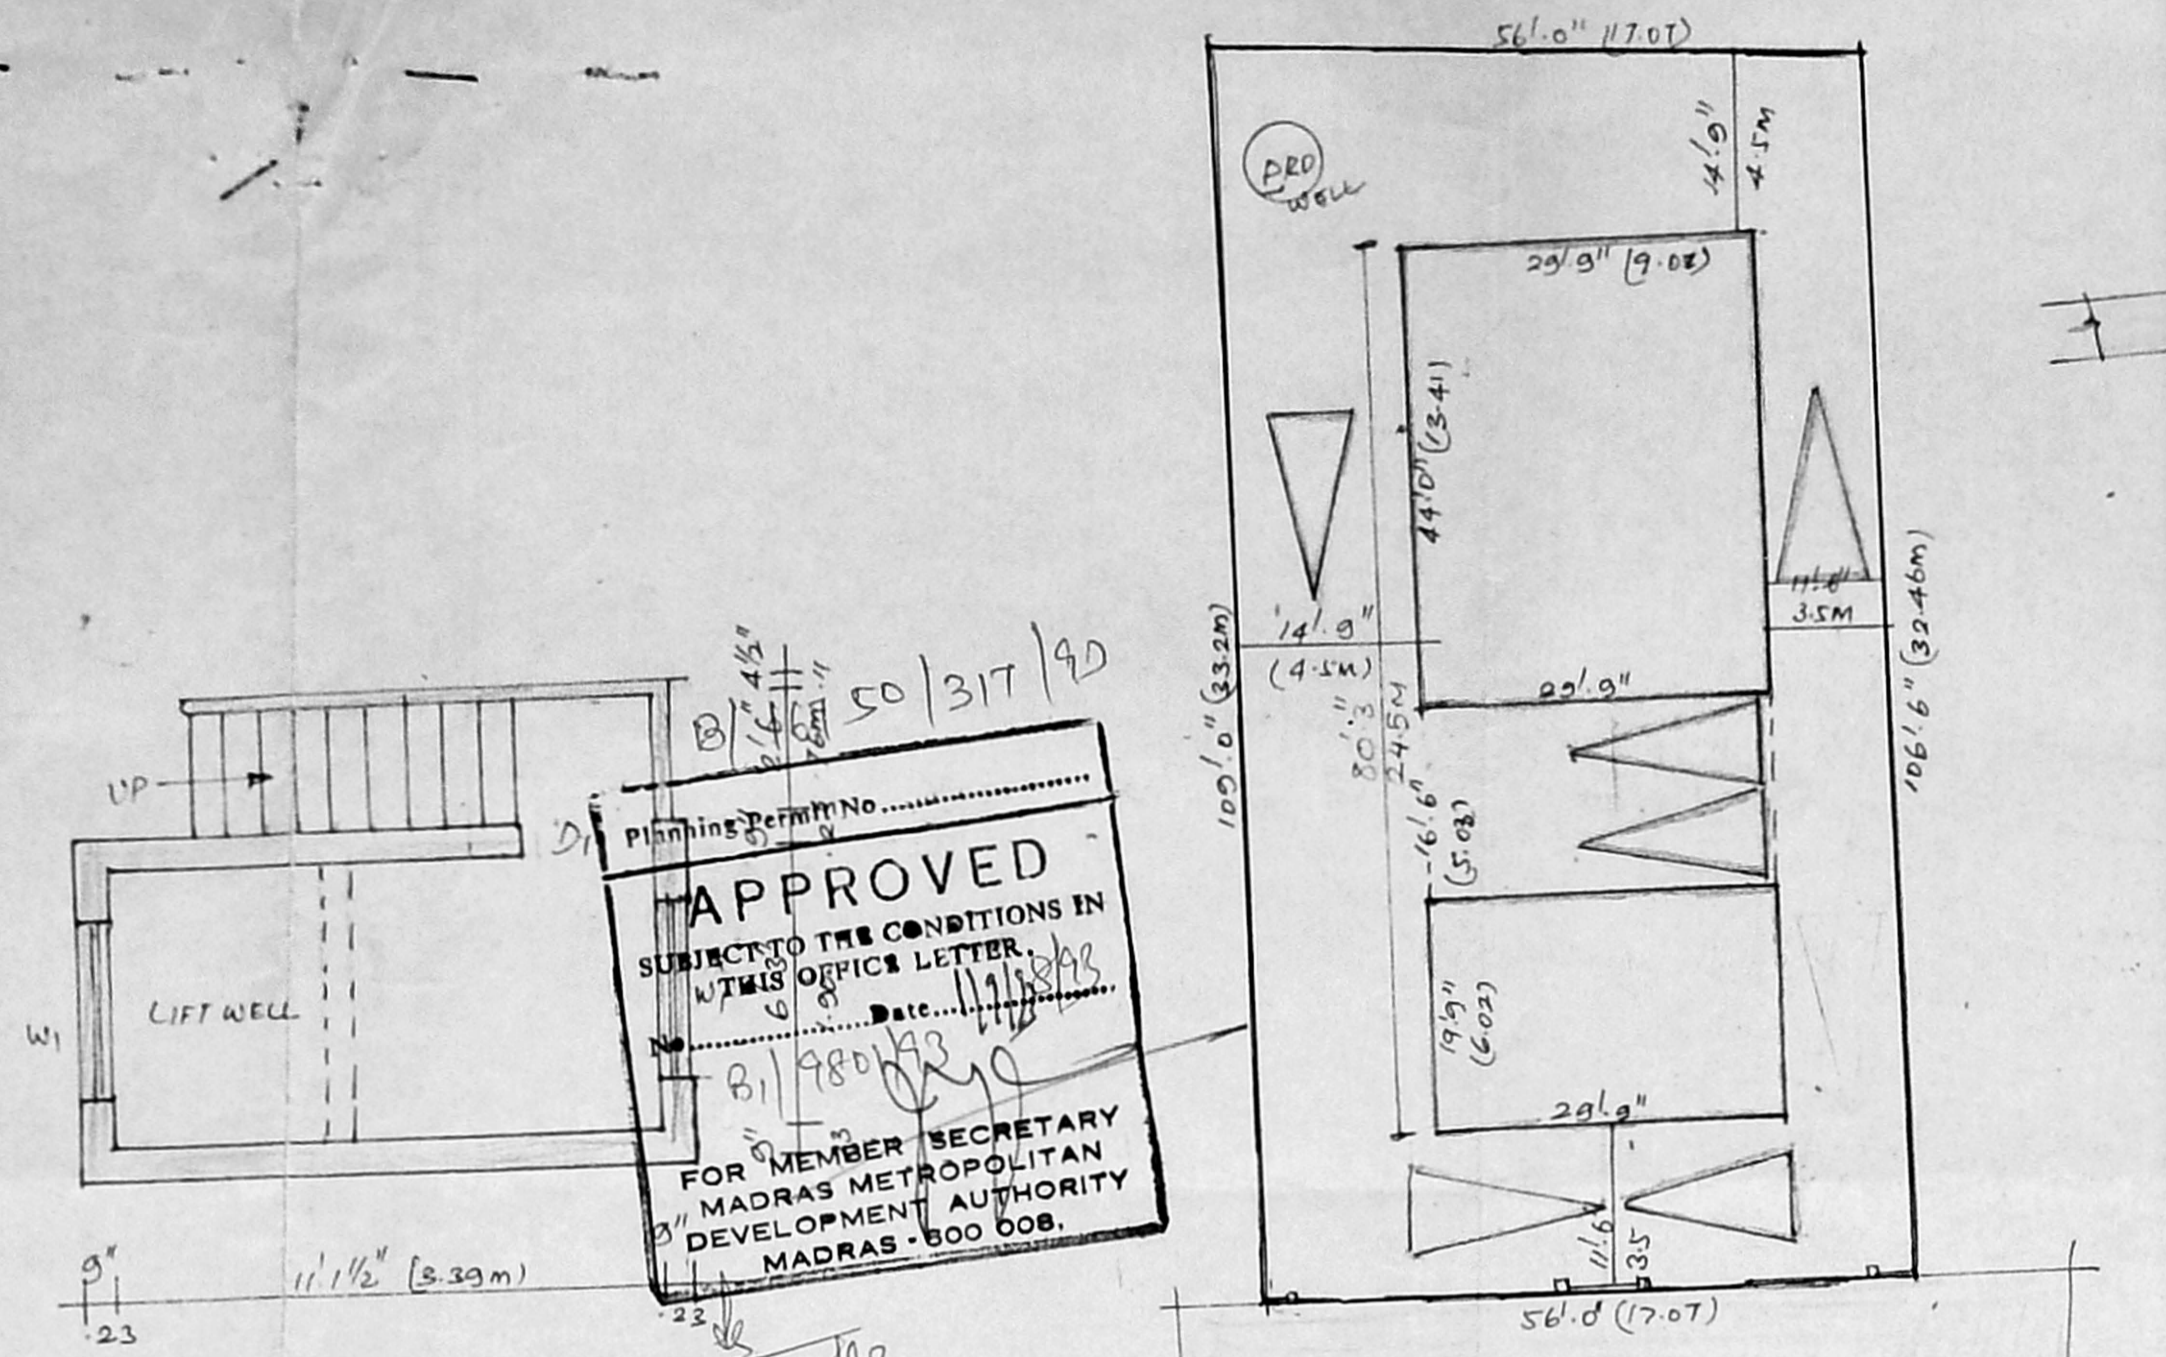 56'.0" (17.07)
14'.9"
4.5M
PRO
WELL
29'.9" (9.07)
44'.0" (13.41)
14'.9"
(4.5M)
11'.6"
3.5M
109'.0" (33.2M)
106'.6" (32.46M)
80'.3"
24.5M
29'.9"
16'.6"
(5.03)
19'.9"
(6.02)
29'.9"
11'.6
3.5
56'.0" (17.07)
UP
D1
LIFT WELL
W1
W1
9"
.23
11'1½" (3.39m)
9"
.23
4½"
.11
B/ 50/317/90
Planning Permit No
APPROVED
SUBJECT TO THE CONDITIONS IN
THIS OFFICE LETTER.
No Date
B1/980/93
FOR MEMBER SECRETARY
MADRAS METROPOLITAN
DEVELOPMENT AUTHORITY
MADRAS - 600 008.